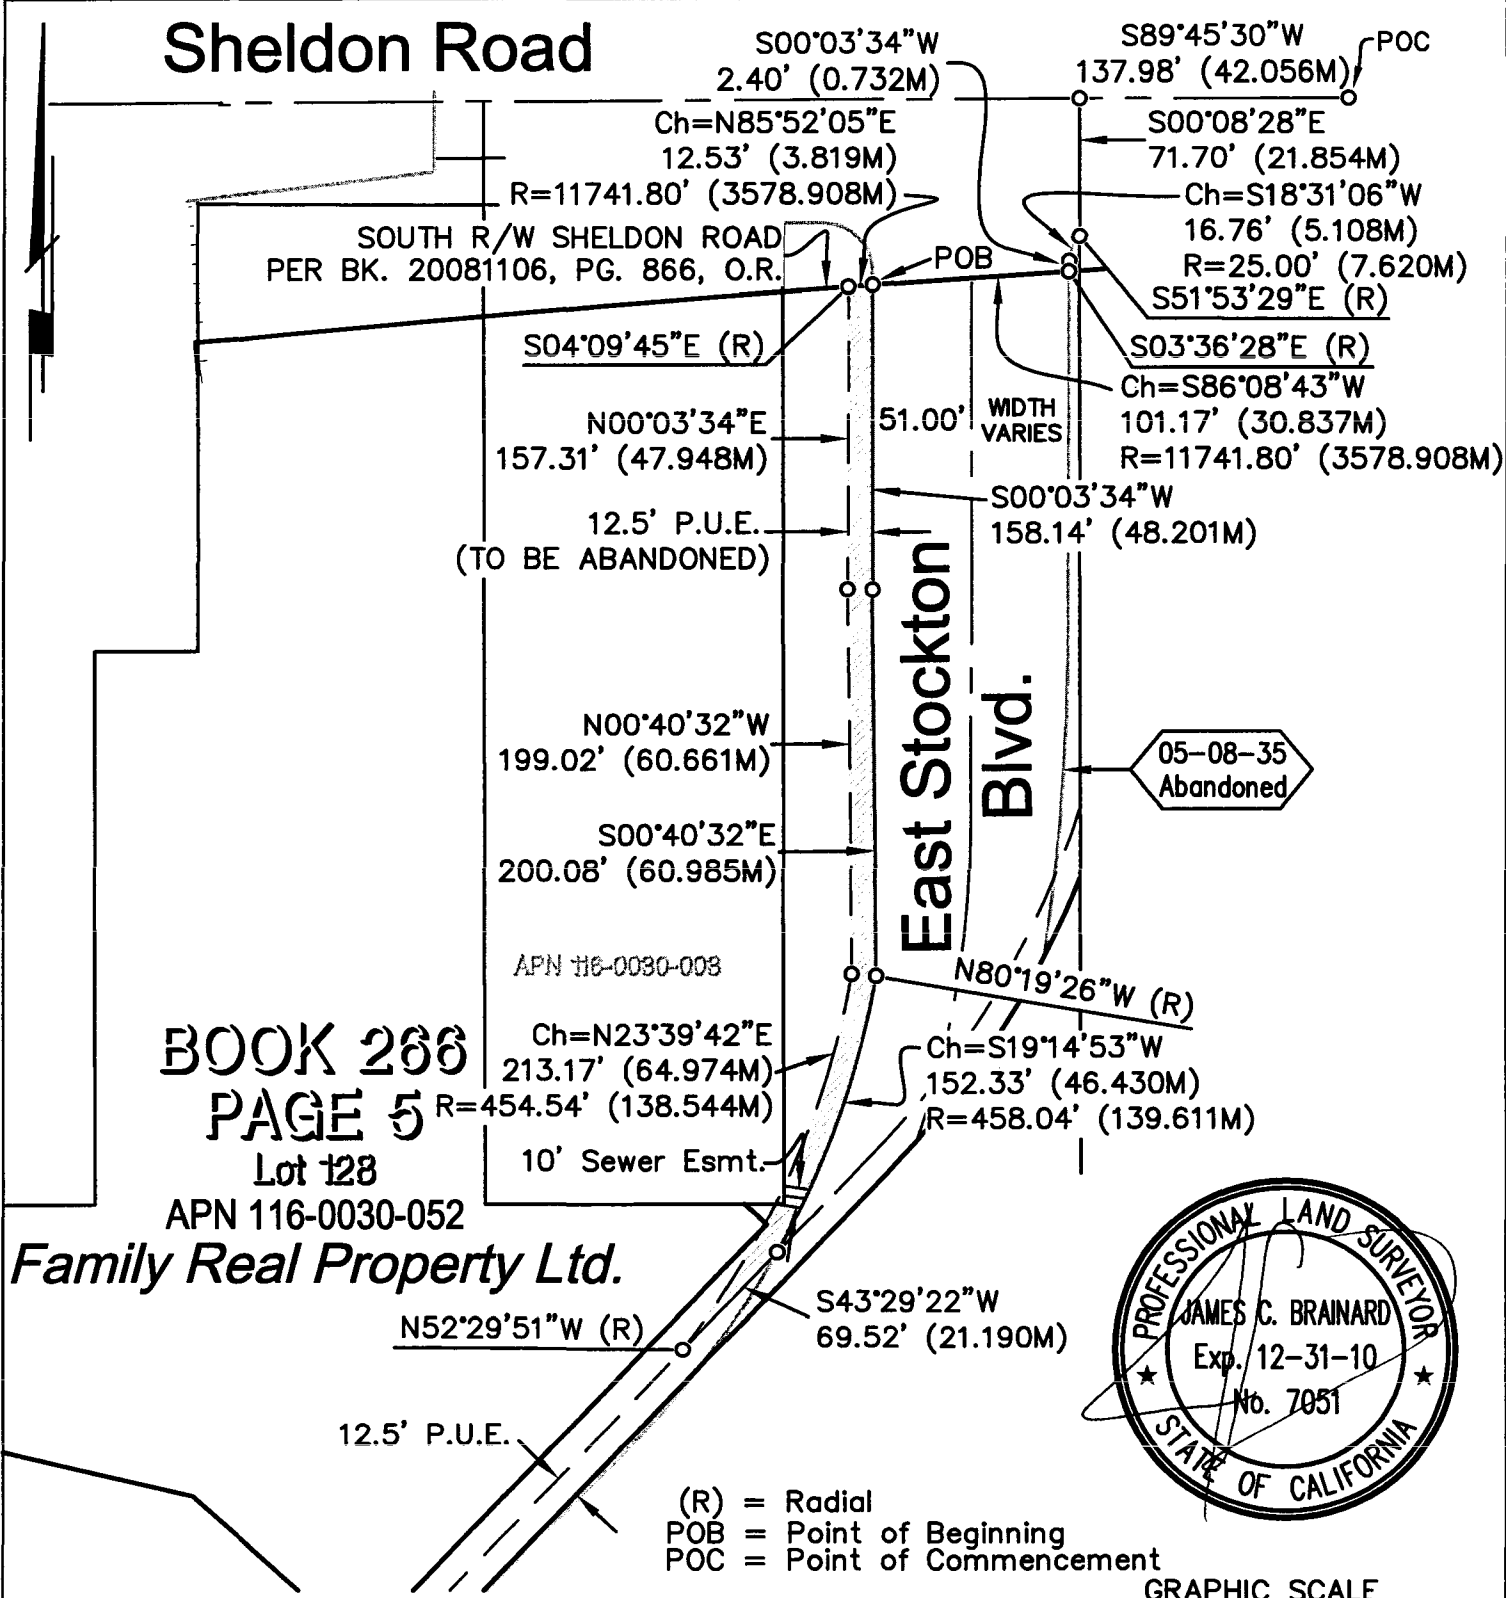 Sheldon Road
S00°03'34"W
2.40' (0.732M)
S89°45'30"W
137.98' (42.056M)
POC
Ch=N85°52'05"E
12.53' (3.819M)
R=11741.80' (3578.908M)
S00°08'28"E
71.70' (21.854M)
Ch=S18°31'06"W
16.76' (5.108M)
R=25.00' (7.620M)
SOUTH R/W SHELDON ROAD
PER BK. 20081106, PG. 866, O.R.
POB
S51°53'29"E (R)
S04°09'45"E (R)
S03°36'28"E (R)
Ch=S86°08'43"W
101.17' (30.837M)
R=11741.80' (3578.908M)
N00°03'34"E
157.31' (47.948M)
51.00'
WIDTH
VARIES
S00°03'34"W
158.14' (48.201M)
12.5' P.U.E.
(TO BE ABANDONED)
East Stockton
Blvd.
N00°40'32"W
199.02' (60.661M)
05-08-35
Abandoned
S00°40'32"E
200.08' (60.985M)
APN 116-0030-003
N80°19'26"W (R)
Ch=N23°39'42"E
213.17' (64.974M)
R=454.54' (138.544M)
Ch=S19°14'53"W
152.33' (46.430M)
R=458.04' (139.611M)
BOOK 266
PAGE 5
Lot 128
APN 116-0030-052
Family Real Property Ltd.
10' Sewer Esmt.
S43°29'22"W
69.52' (21.190M)
N52°29'51"W (R)
12.5' P.U.E.
PROFESSIONAL LAND SURVEYOR
JAMES C. BRAINARD
Exp. 12-31-10
No. 7051
STATE OF CALIFORNIA
(R) = Radial
POB = Point of Beginning
POC = Point of Commencement
GRAPHIC SCALE